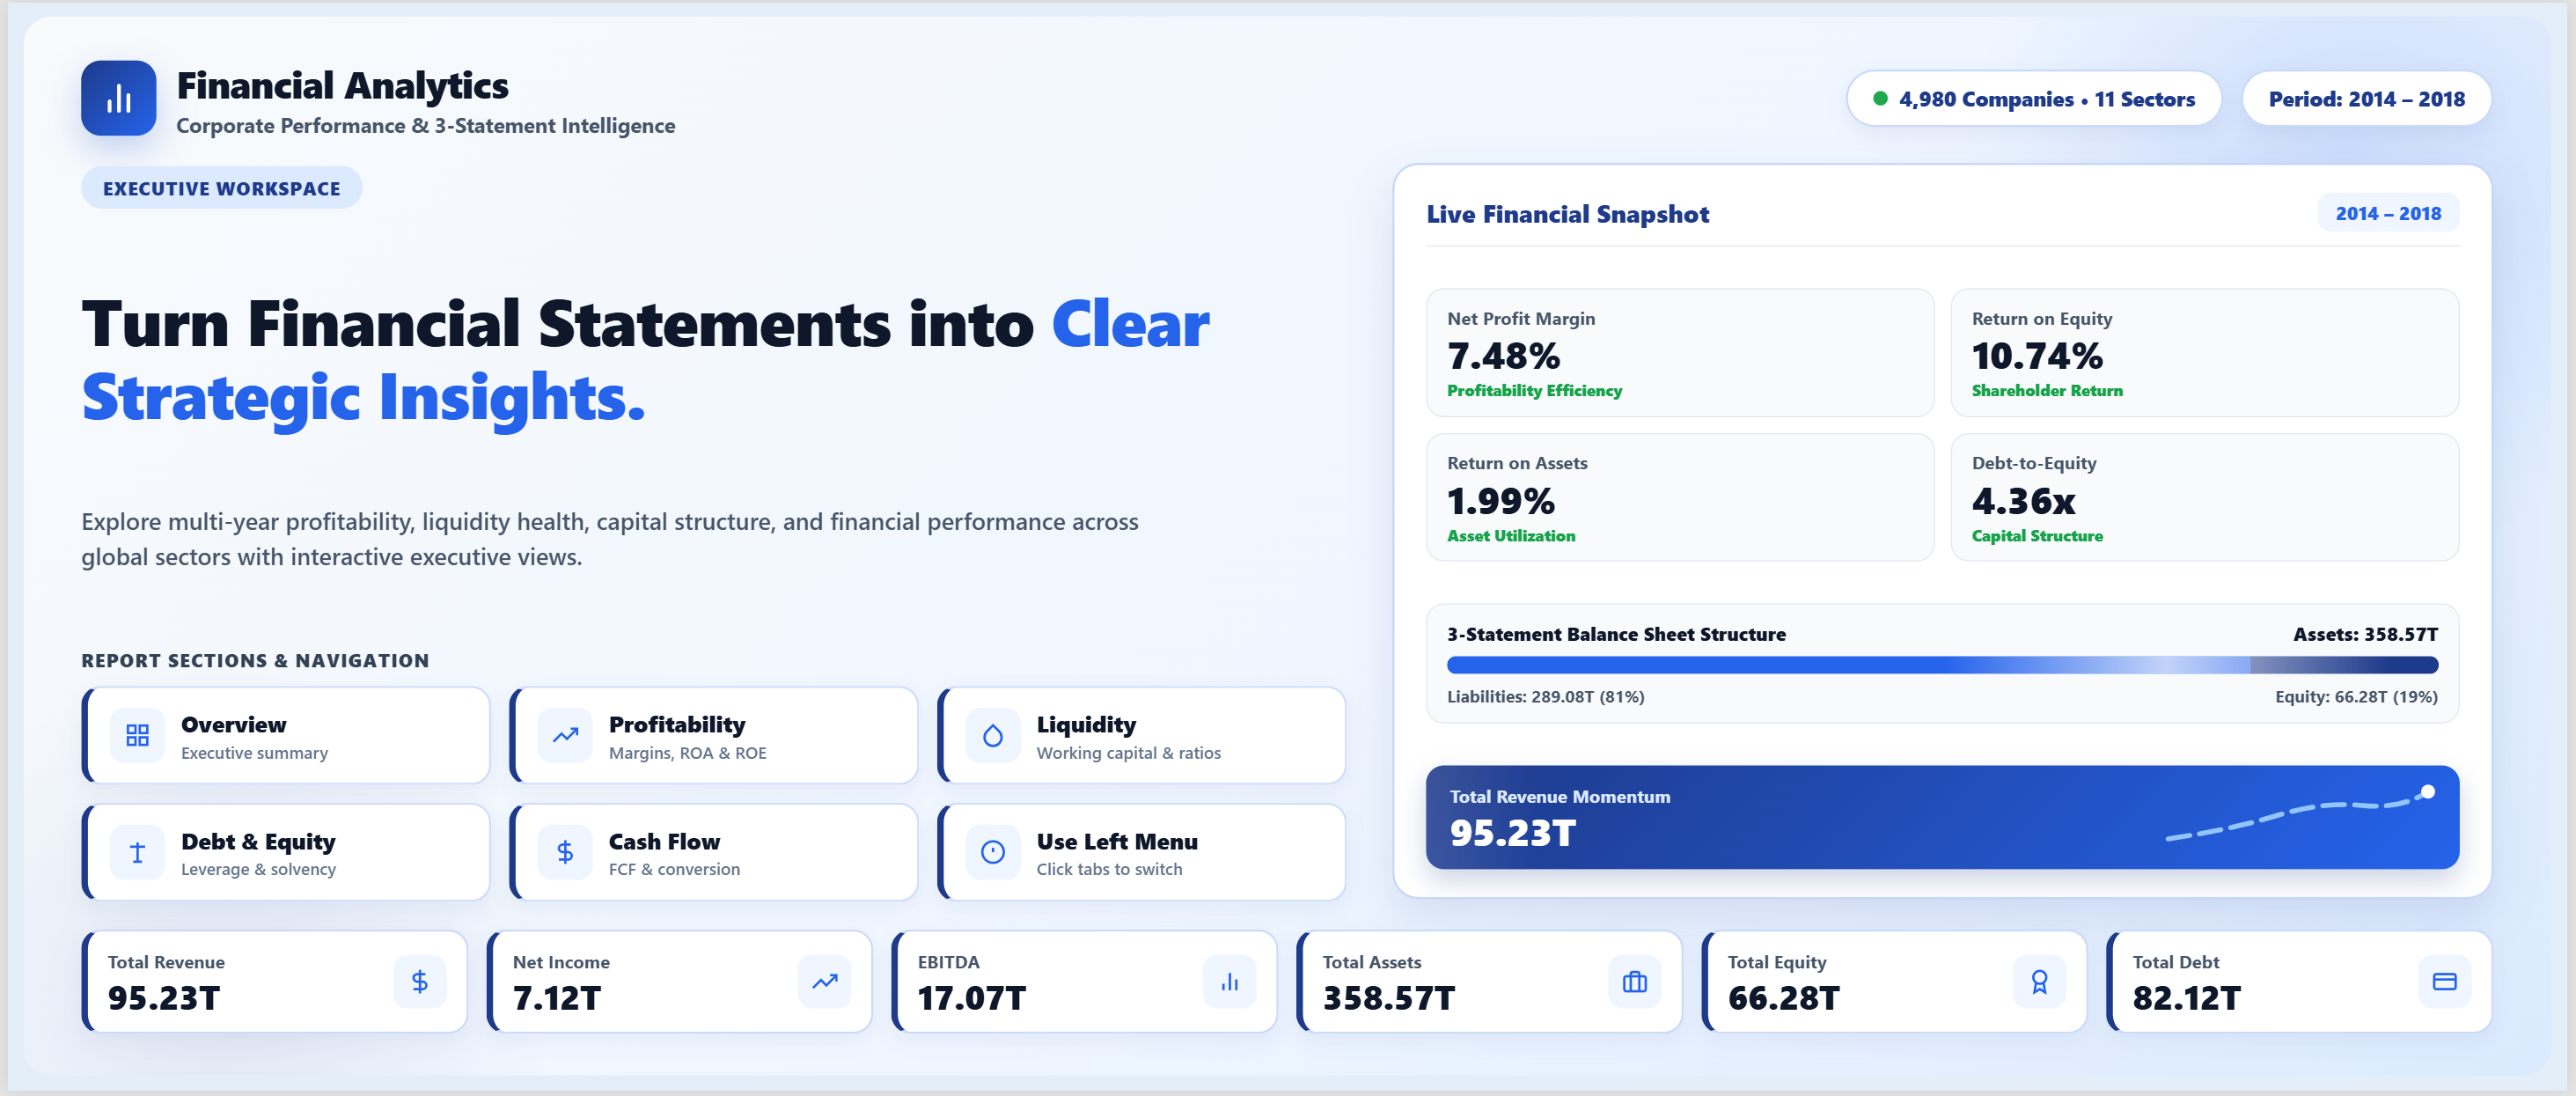 Financial Analytics
Corporate Performance & 3-Statement Intelligence
4,980 Companies • 11 Sectors
Period: 2014 – 2018
EXECUTIVE WORKSPACE
Turn Financial Statements into Clear
Strategic Insights.
Explore multi-year profitability, liquidity health, capital structure, and financial performance across
global sectors with interactive executive views.
REPORT SECTIONS & NAVIGATION
Overview
Executive summary
Profitability
Margins, ROA & ROE
Liquidity
Working capital & ratios
Debt & Equity
Leverage & solvency
Cash Flow
FCF & conversion
Use Left Menu
Click tabs to switch
Live Financial Snapshot
2014 – 2018
Net Profit Margin
7.48%
Profitability Efficiency
Return on Equity
10.74%
Shareholder Return
Return on Assets
1.99%
Asset Utilization
Debt-to-Equity
4.36x
Capital Structure
3-Statement Balance Sheet Structure
Assets: 358.57T
Liabilities: 289.08T (81%)
Equity: 66.28T (19%)
Total Revenue Momentum
95.23T
Total Revenue
95.23T
Net Income
7.12T
EBITDA
17.07T
Total Assets
358.57T
Total Equity
66.28T
Total Debt
82.12T